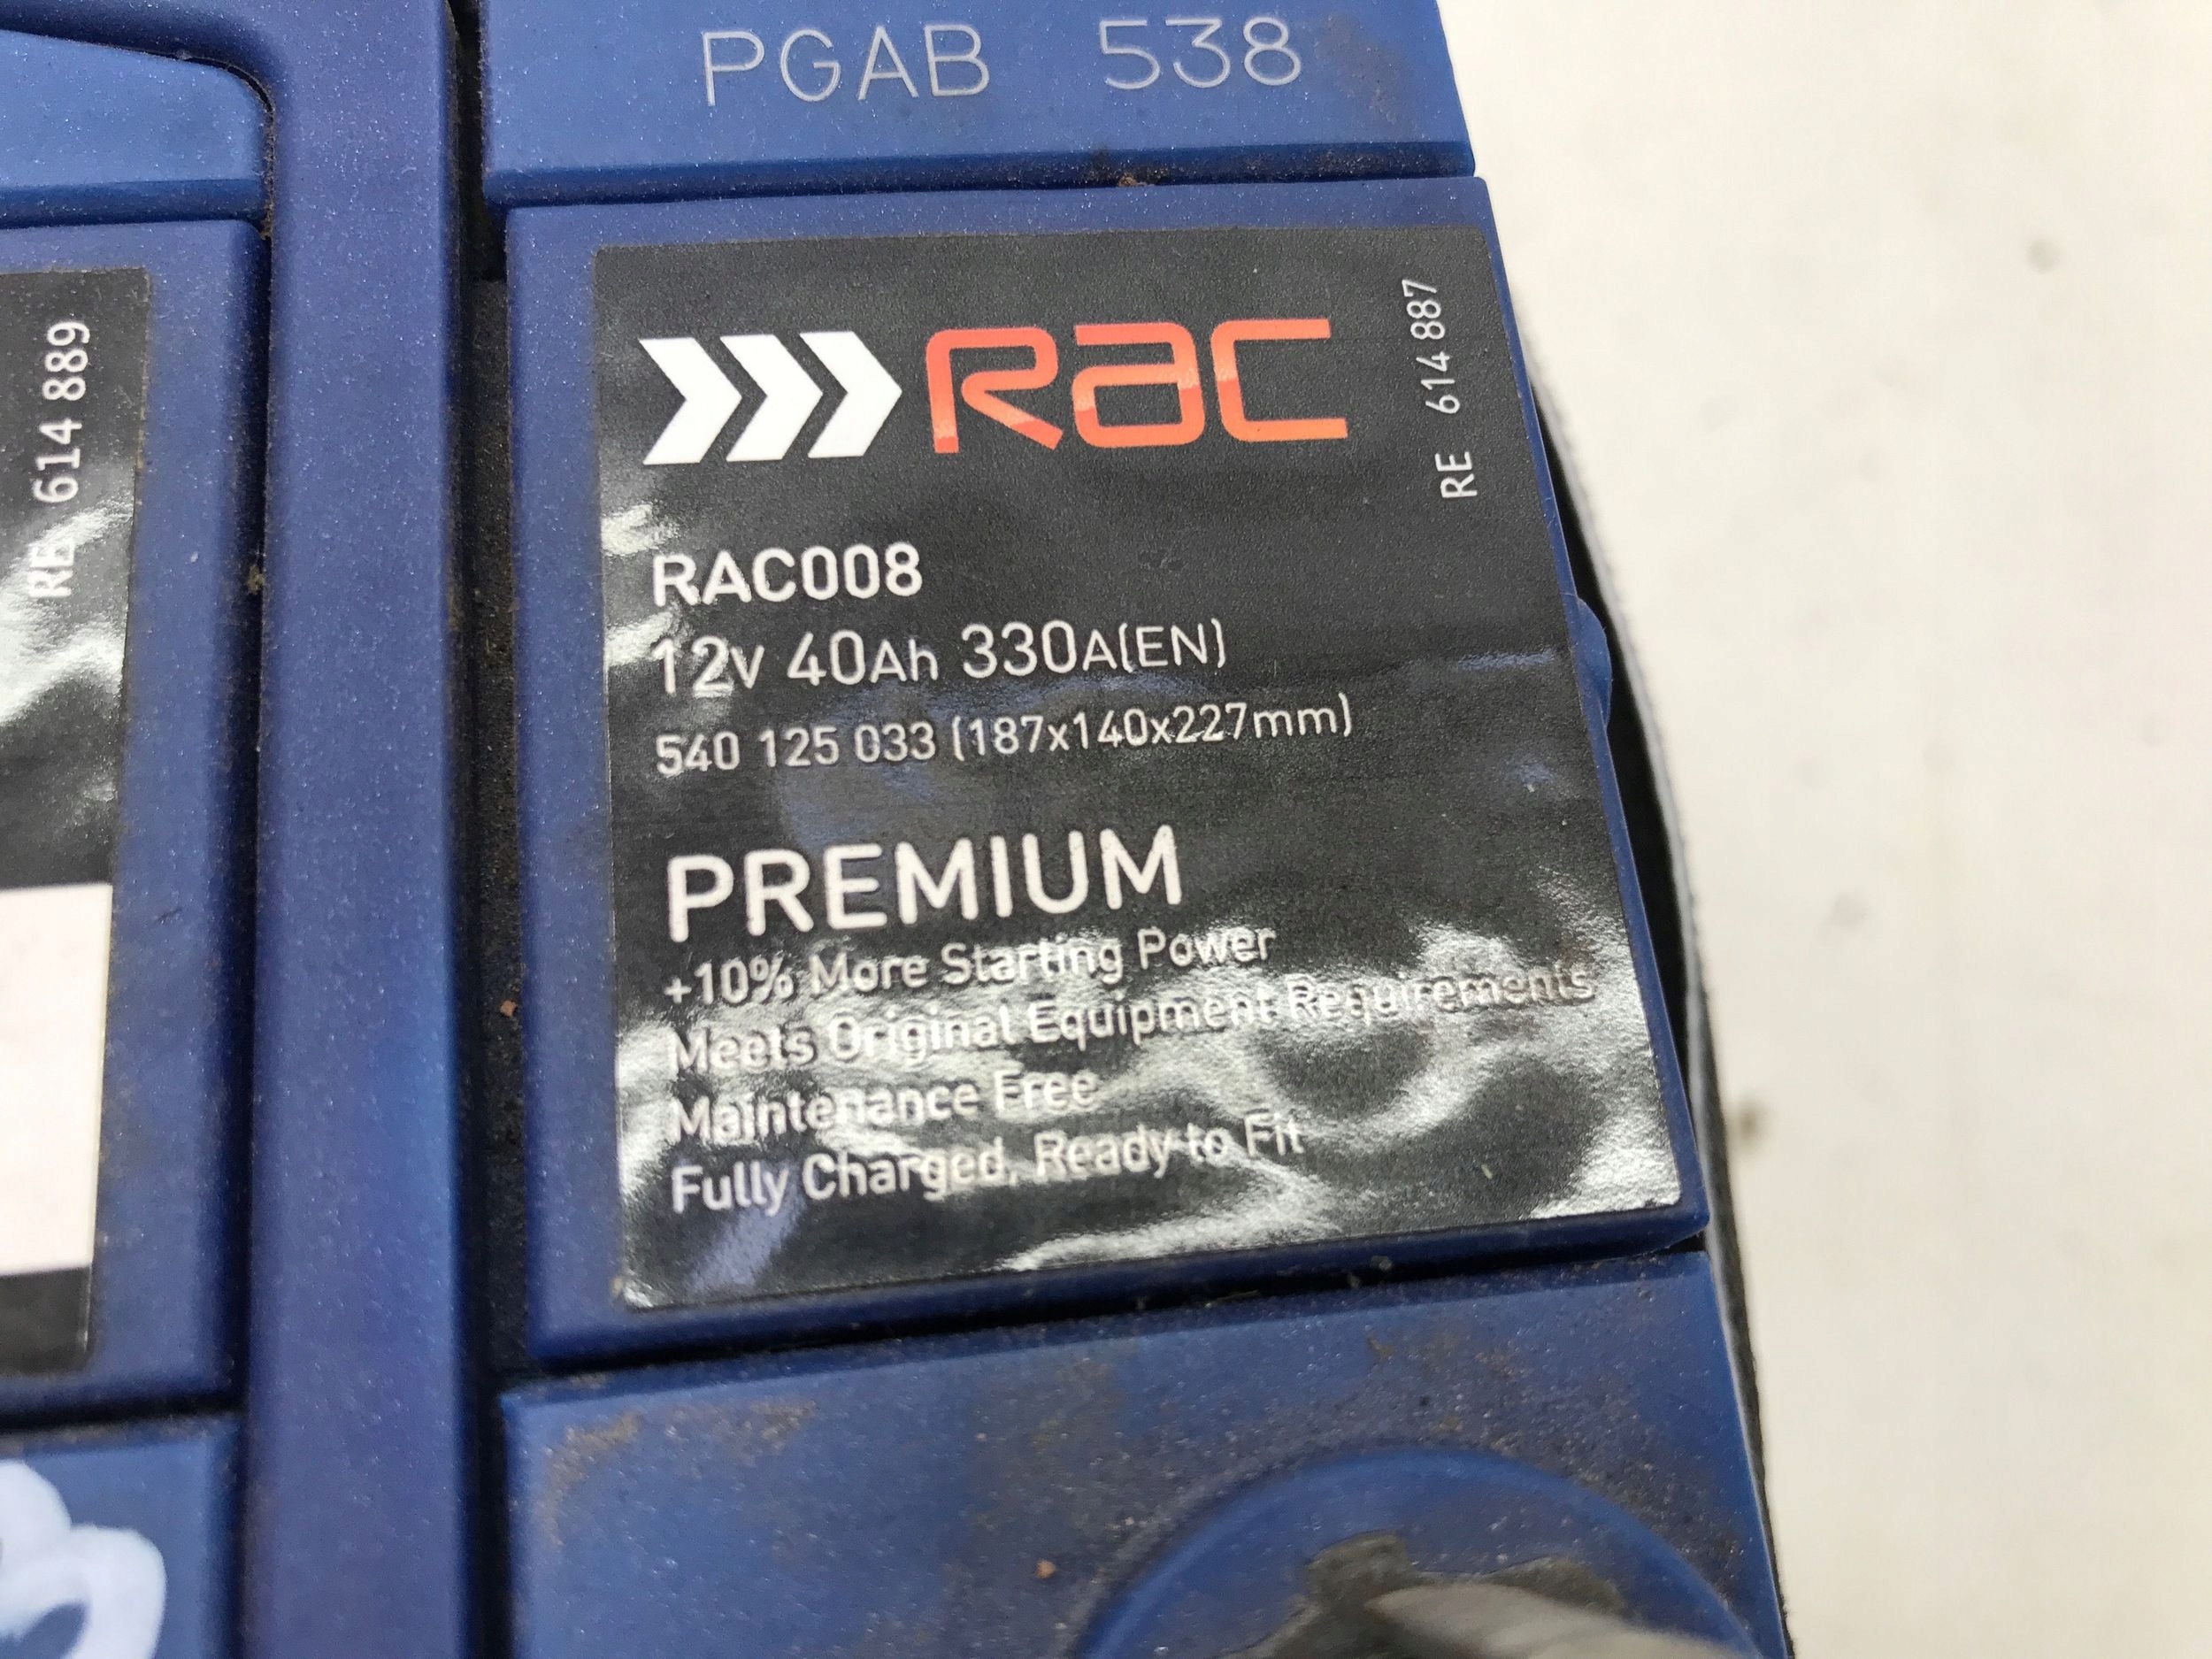 PGAB 538
RE 614 889
RAC
RE 614 887
RAC008
12V 40Ah 330A(EN)
540 125 033 (187x140x227mm)
PREMIUM
+10% More Starting Power
Meets Original Equipment Requirements
Maintenance Free
Fully Charged, Ready to Fit